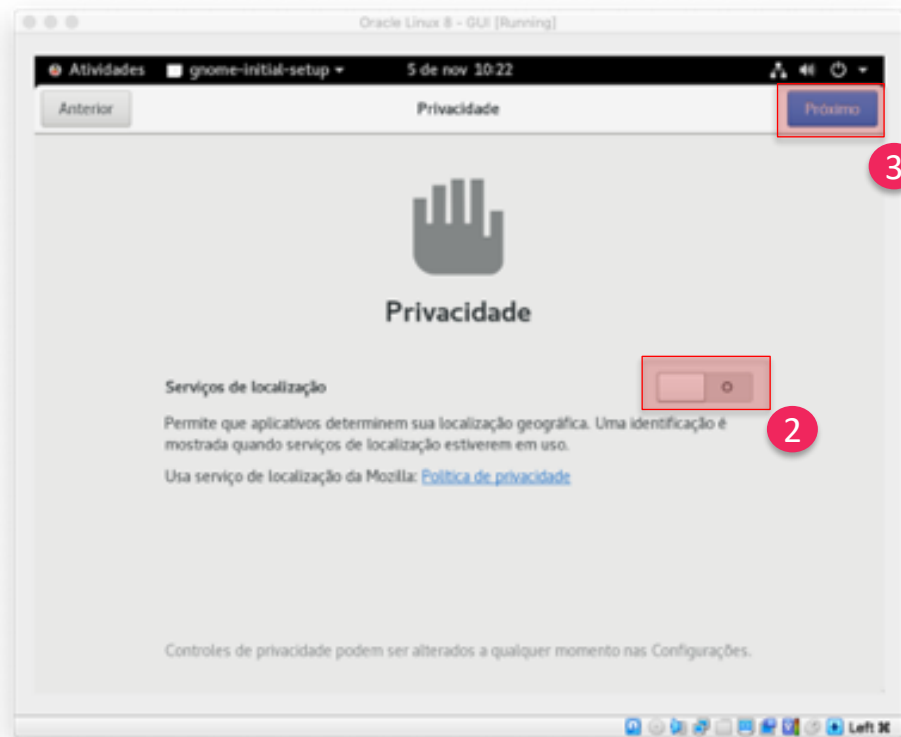 Oracle Linux 8 - GUI [Running]
Atividades gnome-initial-setup 5 de nov 10:22
Anterior Privacidade Próximo
3
Privacidade
Serviços de localização
Permite que aplicativos determinem sua localização geográfica. Uma identificação é
mostrada quando serviços de localização estiverem em uso.
2
Usa serviço de localização da Mozilla: Política de privacidade
Controles de privacidade podem ser alterados a qualquer momento nas Configurações.
Left ⌘